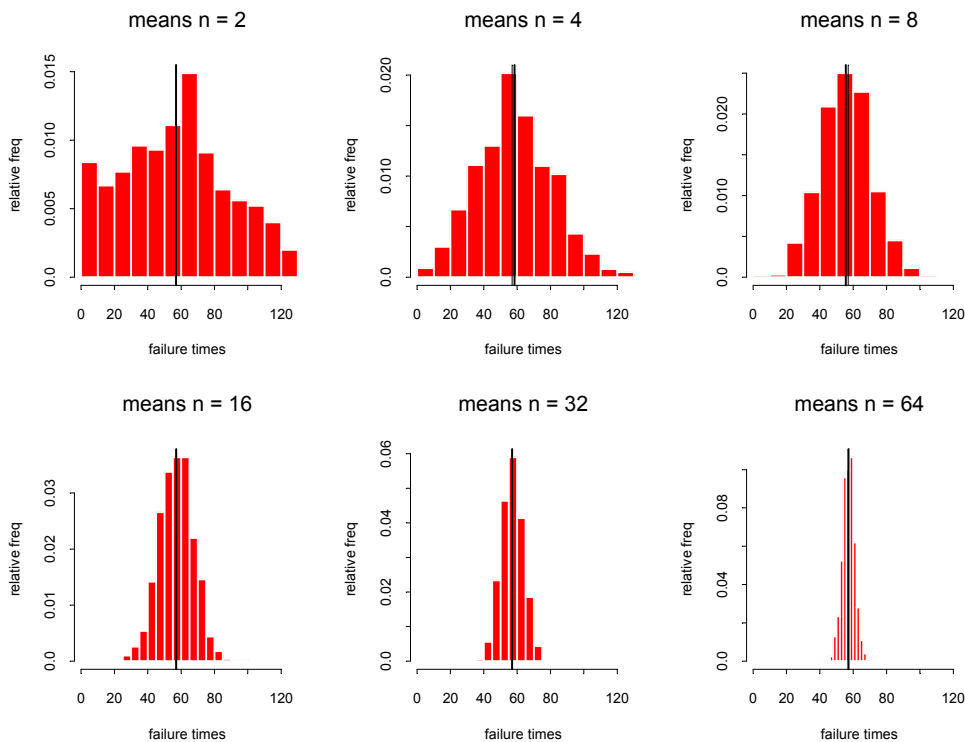 means n = 2
relative freq
0.0 0.005 0.010 0.015
0 20 40 60 80 120
failure times
means n = 4
relative freq
0.0 0.010 0.020
0 20 40 60 80 120
failure times
means n = 8
relative freq
0.0 0.010 0.020
0 20 40 60 80 120
failure times
means n = 16
relative freq
0.0 0.01 0.02 0.03
0 20 40 60 80 120
failure times
means n = 32
relative freq
0.0 0.02 0.04 0.06
0 20 40 60 80 120
failure times
means n = 64
relative freq
0.0 0.04 0.08
0 20 40 60 80 120
failure times